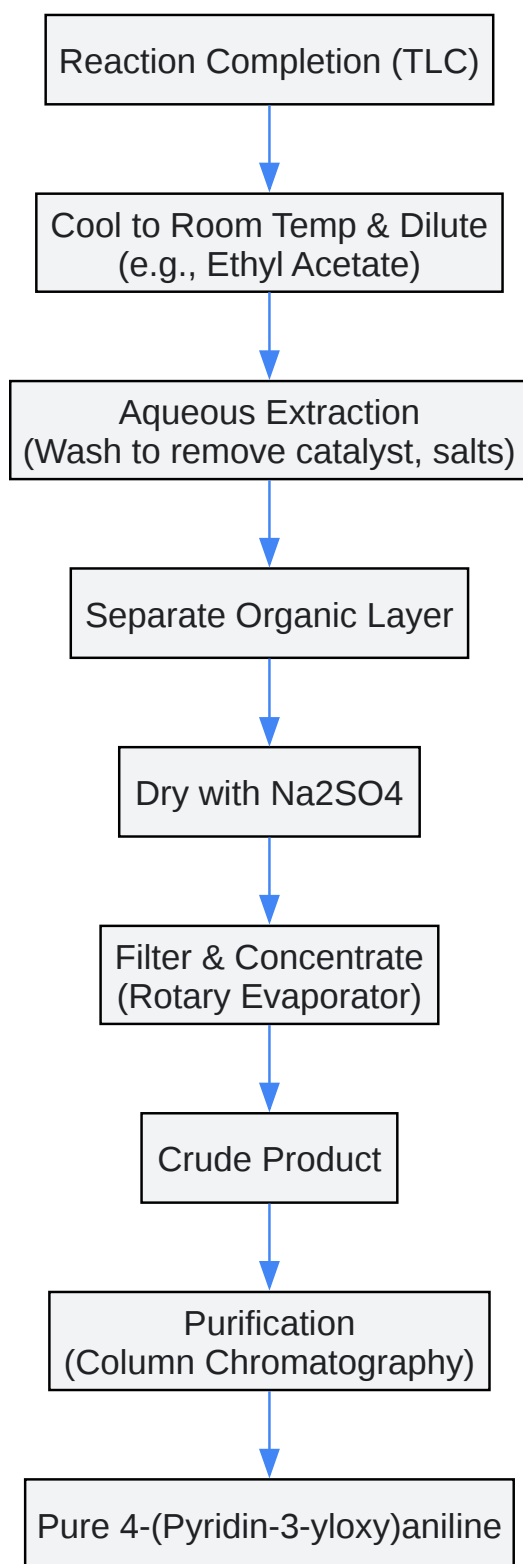 Reaction Completion (TLC)
Cool to Room Temp & Dilute
(e.g., Ethyl Acetate)
Aqueous Extraction
(Wash to remove catalyst, salts)
Separate Organic Layer
Dry with Na2SO4
Filter & Concentrate
(Rotary Evaporator)
Crude Product
Purification
(Column Chromatography)
Pure 4-(Pyridin-3-yloxy)aniline